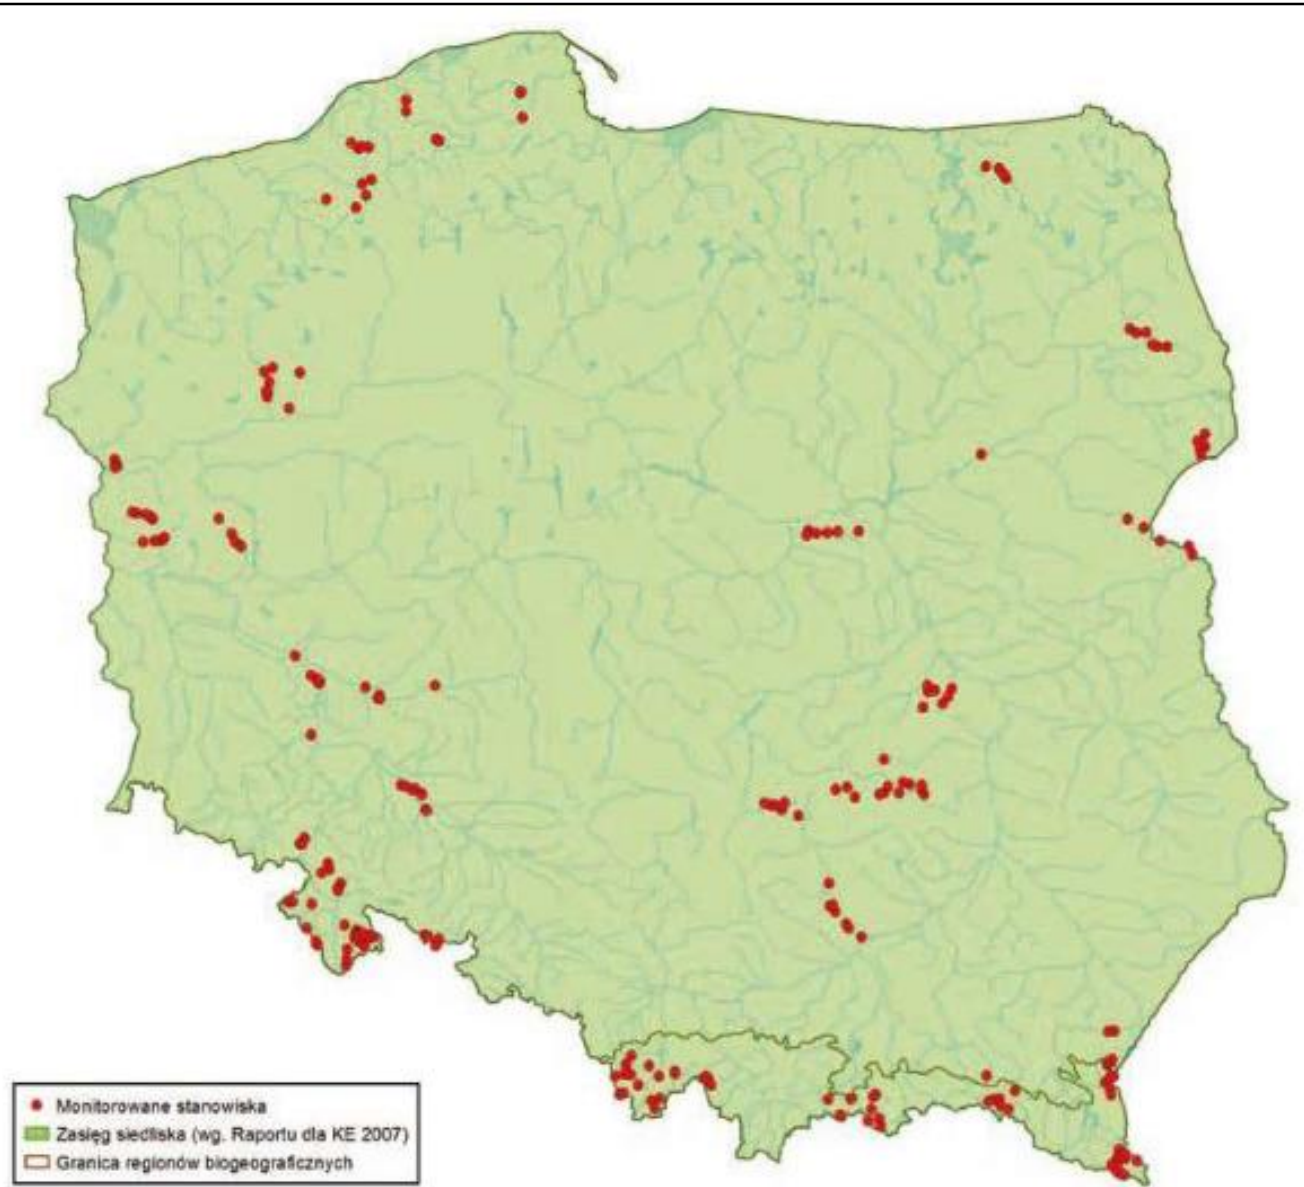 Monitorowane stanowiska
Zasięg siedliska (wg. Raportu dla KE 2007)
Granica regionów biogeograficznych